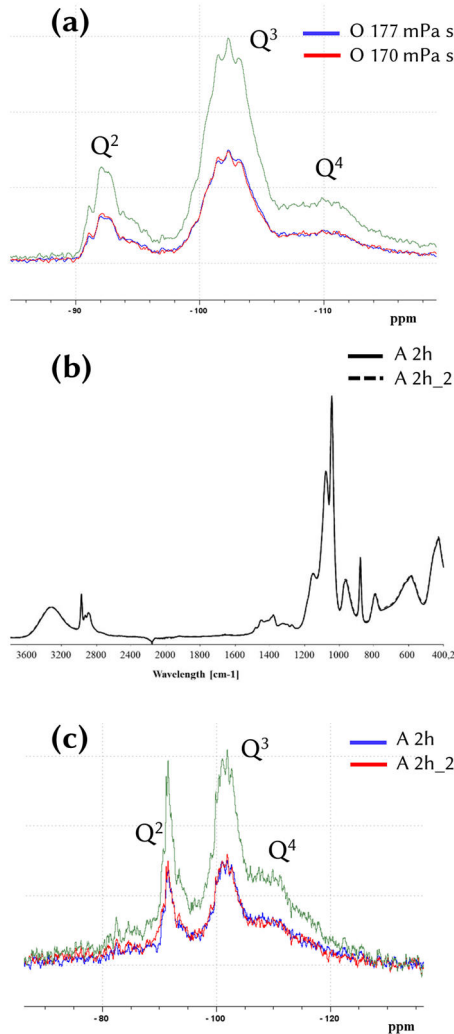 (a)
O 177 mPa s
O 170 mPa s
Q³
Q²
Q⁴
-90 -100 -110
ppm
(b)
A 2h
A 2h_2
3600 3200 2800 2400 2000 1800 1400 1200 1000 800 600 400,2
Wavelength [cm-1]
(c)
A 2h
A 2h_2
Q³
Q²
Q⁴
-80 -100 -120
ppm